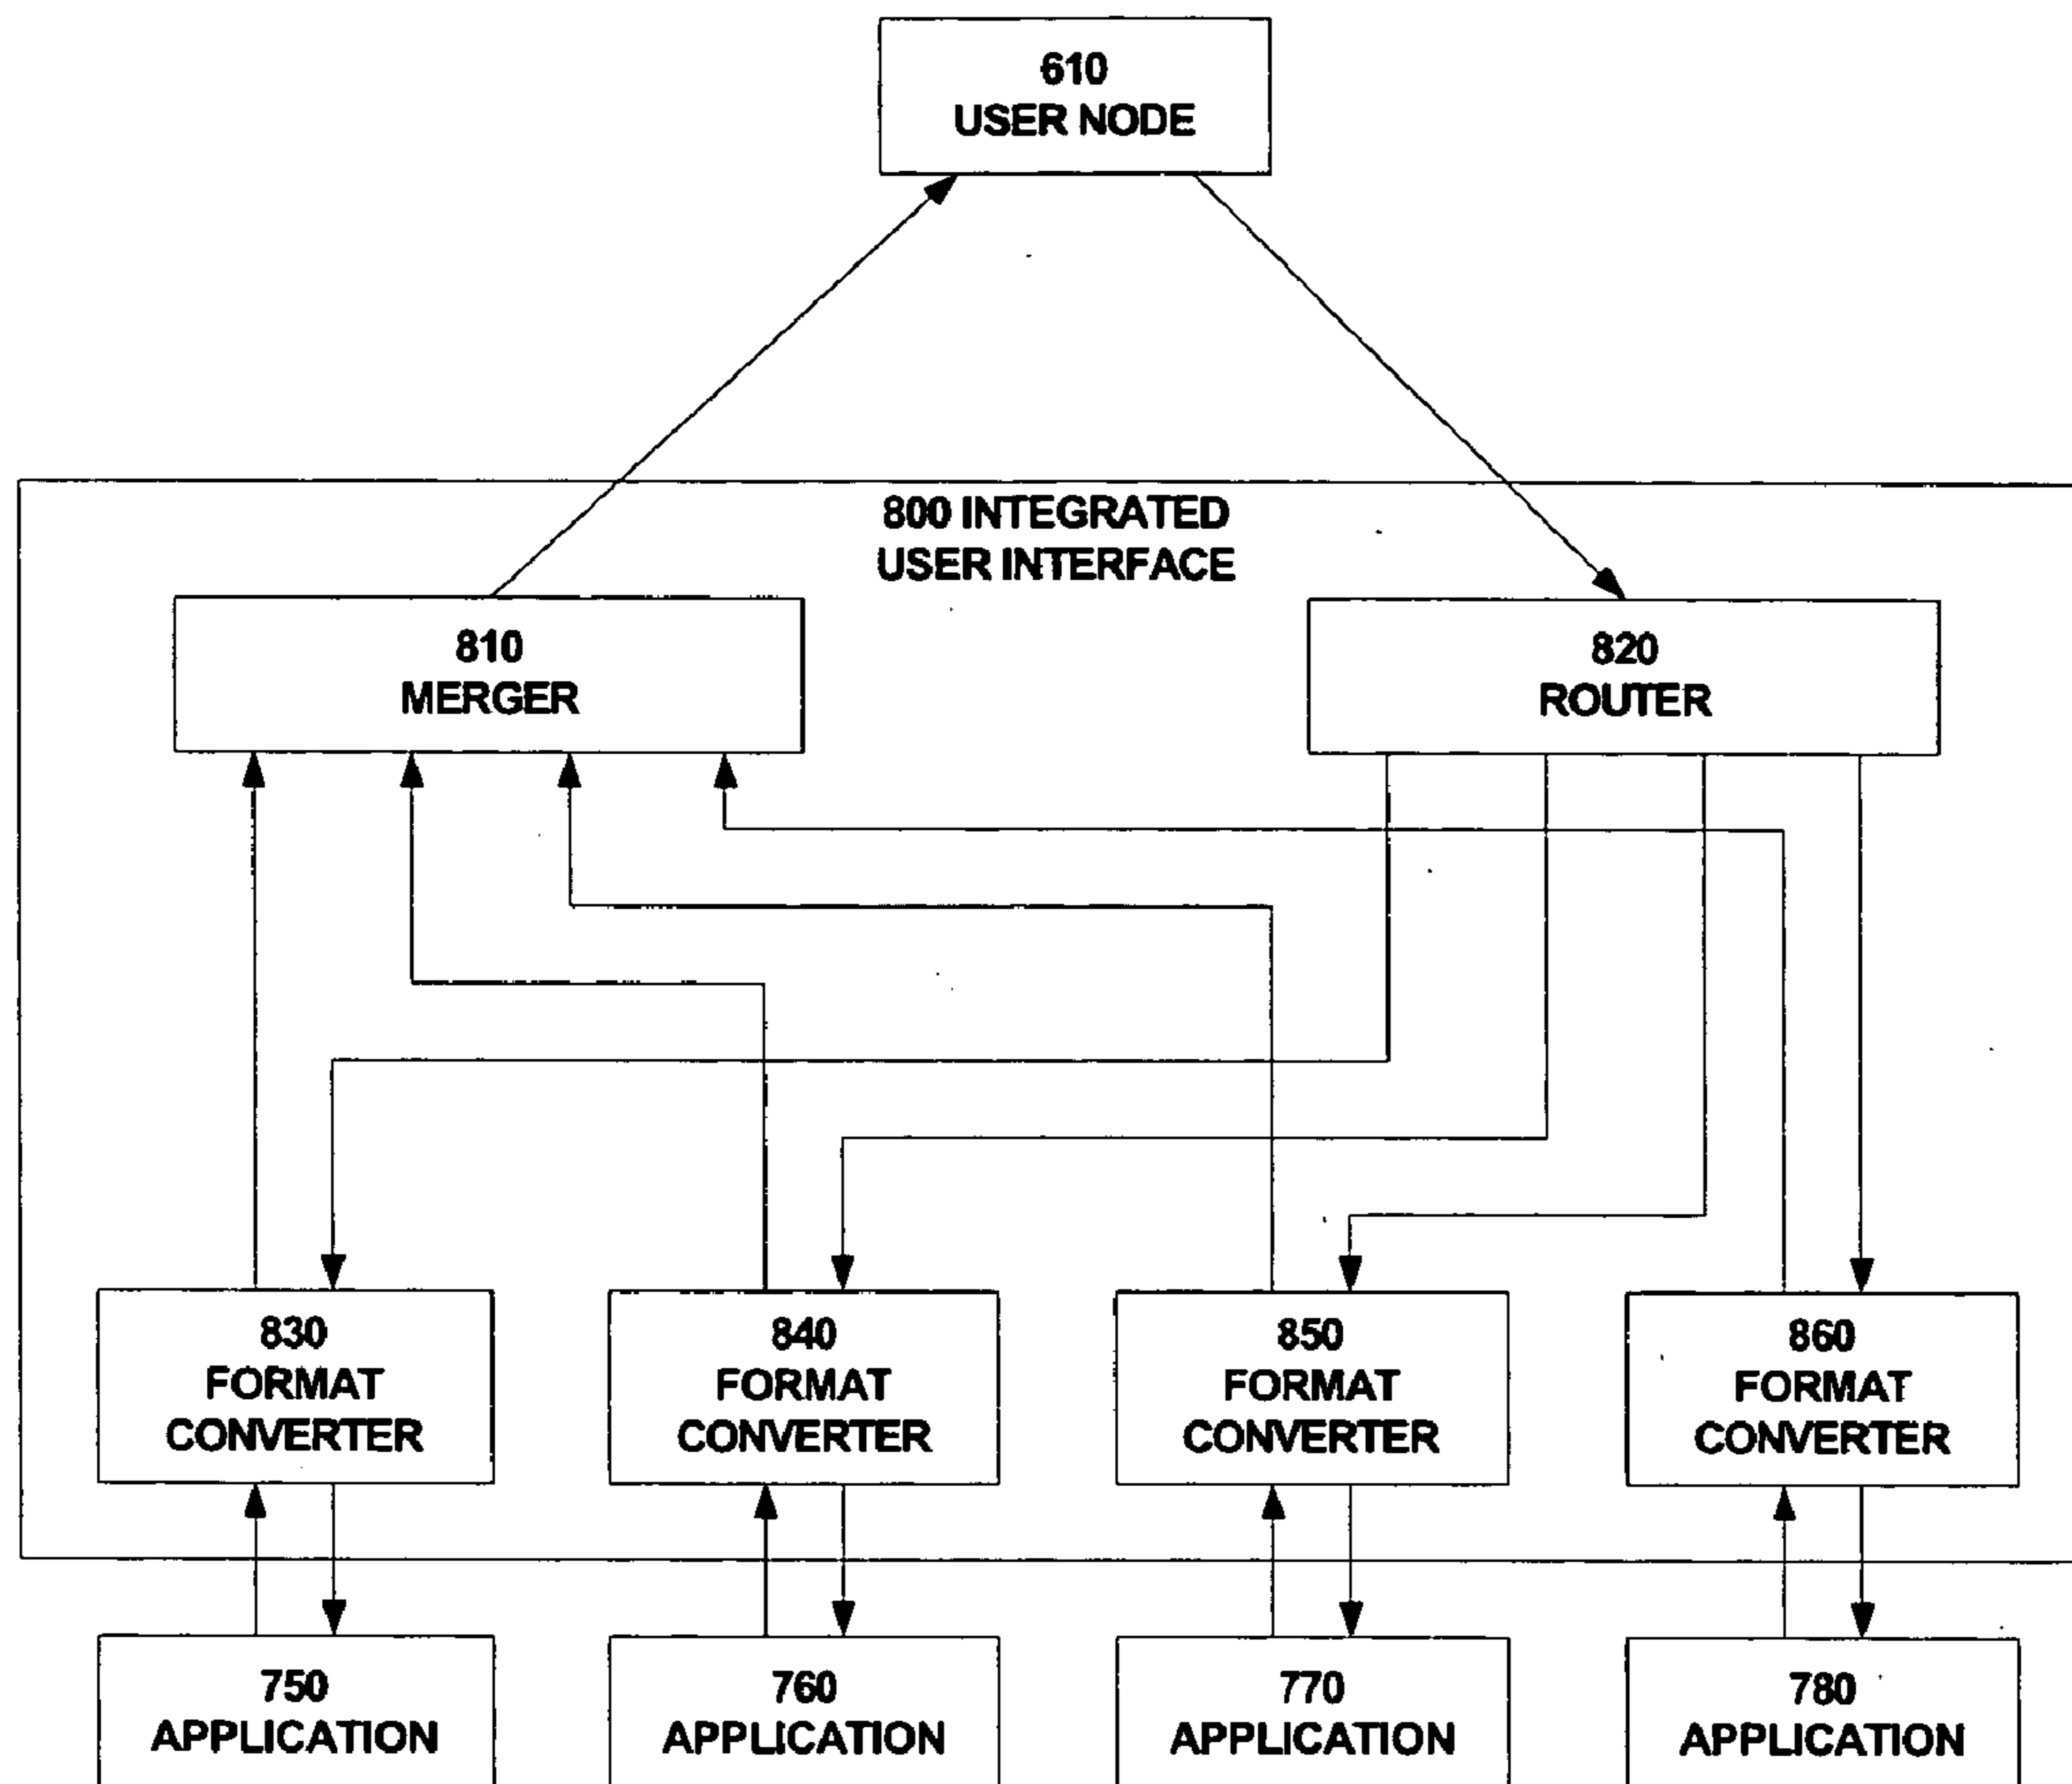 610
USER NODE
800 INTEGRATED
USER INTERFACE
810
MERGER
820
ROUTER
830
FORMAT
CONVERTER
840
FORMAT
CONVERTER
850
FORMAT
CONVERTER
860
FORMAT
CONVERTER
750
APPLICATION
760
APPLICATION
770
APPLICATION
780
APPLICATION